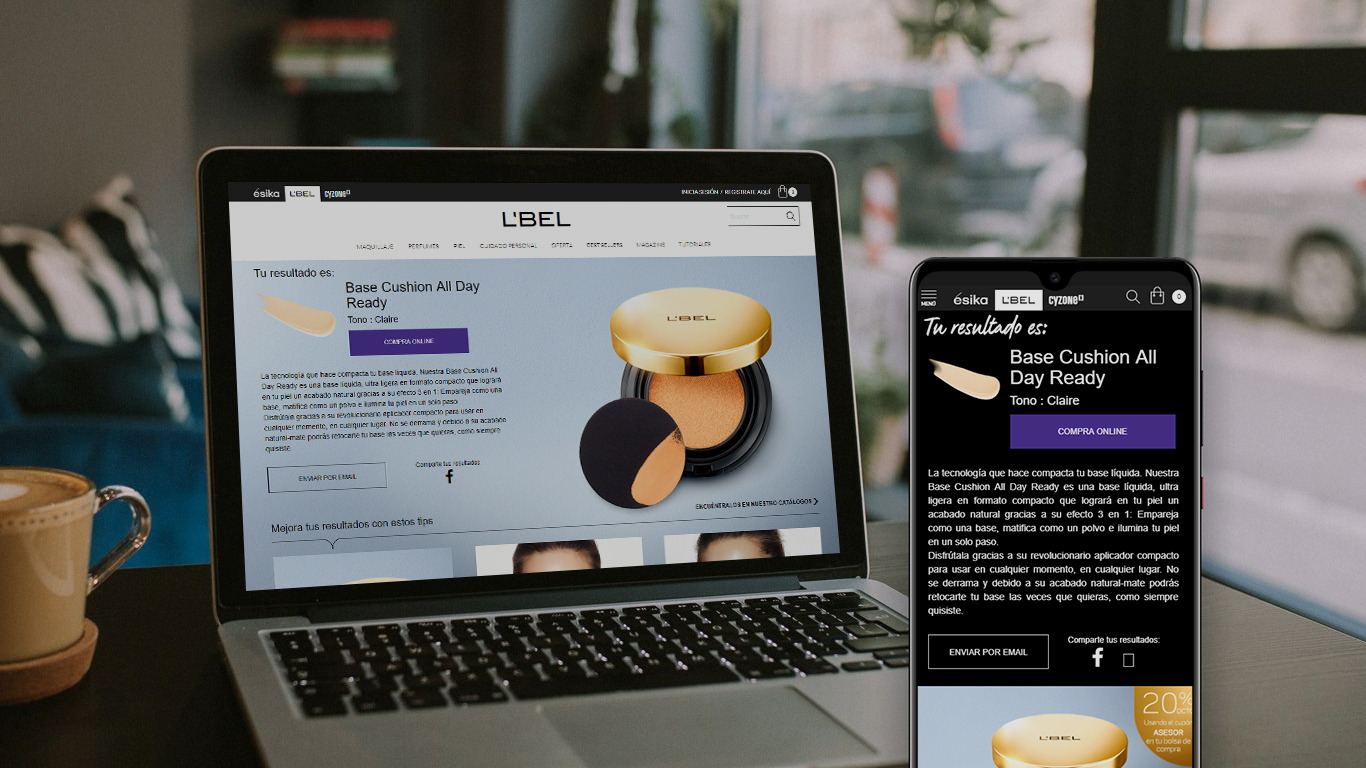 ésika L'BEL CYZONE
INICIA SESIÓN / REGISTRATE AQUÍ
L'BEL
Buscar
MAQUILLAJE PERFUMES PIEL CUIDADO PERSONAL OFERTA BEST SELLERS MAGAZINE TUTORIALES
Tu resultado es:
Base Cushion All Day
Ready
Tono : Claire
COMPRA ONLINE
La tecnología que hace compacta tu base líquida. Nuestra Base Cushion All
Day Ready es una base líquida, ultra ligera en formato compacto que logrará
en tu piel un acabado natural gracias a su efecto 3 en 1: Empareja como una
base, matifica como un polvo e ilumina tu piel en un solo paso.
Disfrútala gracias a su revolucionario aplicador compacto para usar en
cualquier momento, en cualquier lugar. No se derrama y debido a su acabado
natural-mate podrás retocarte tu base las veces que quieras, como siempre
quisiste.
ENVIAR POR EMAIL
Comparte tus resultados
L'BEL
ENCUÉNTRALOS EN NUESTRO CATÁLOGOS
Mejora tus resultados con estos tips
MENÚ
ésika L'BEL CYZONE 0
Tu resultado es:
Base Cushion All
Day Ready
Tono : Claire
COMPRA ONLINE
La tecnología que hace compacta tu base líquida. Nuestra
Base Cushion All Day Ready es una base líquida, ultra
ligera en formato compacto que logrará en tu piel un
acabado natural gracias a su efecto 3 en 1: Empareja
como una base, matifica como un polvo e ilumina tu piel
en un solo paso.
Disfrútala gracias a su revolucionario aplicador compacto
para usar en cualquier momento, en cualquier lugar. No
se derrama y debido a su acabado natural-mate podrás
retocarte tu base las veces que quieras, como siempre
quisiste.
ENVIAR POR EMAIL
Comparte tus resultados:
L'BEL
20%
DCTO
Usando el cupón
ASESOR
en tu bolsa de
compra